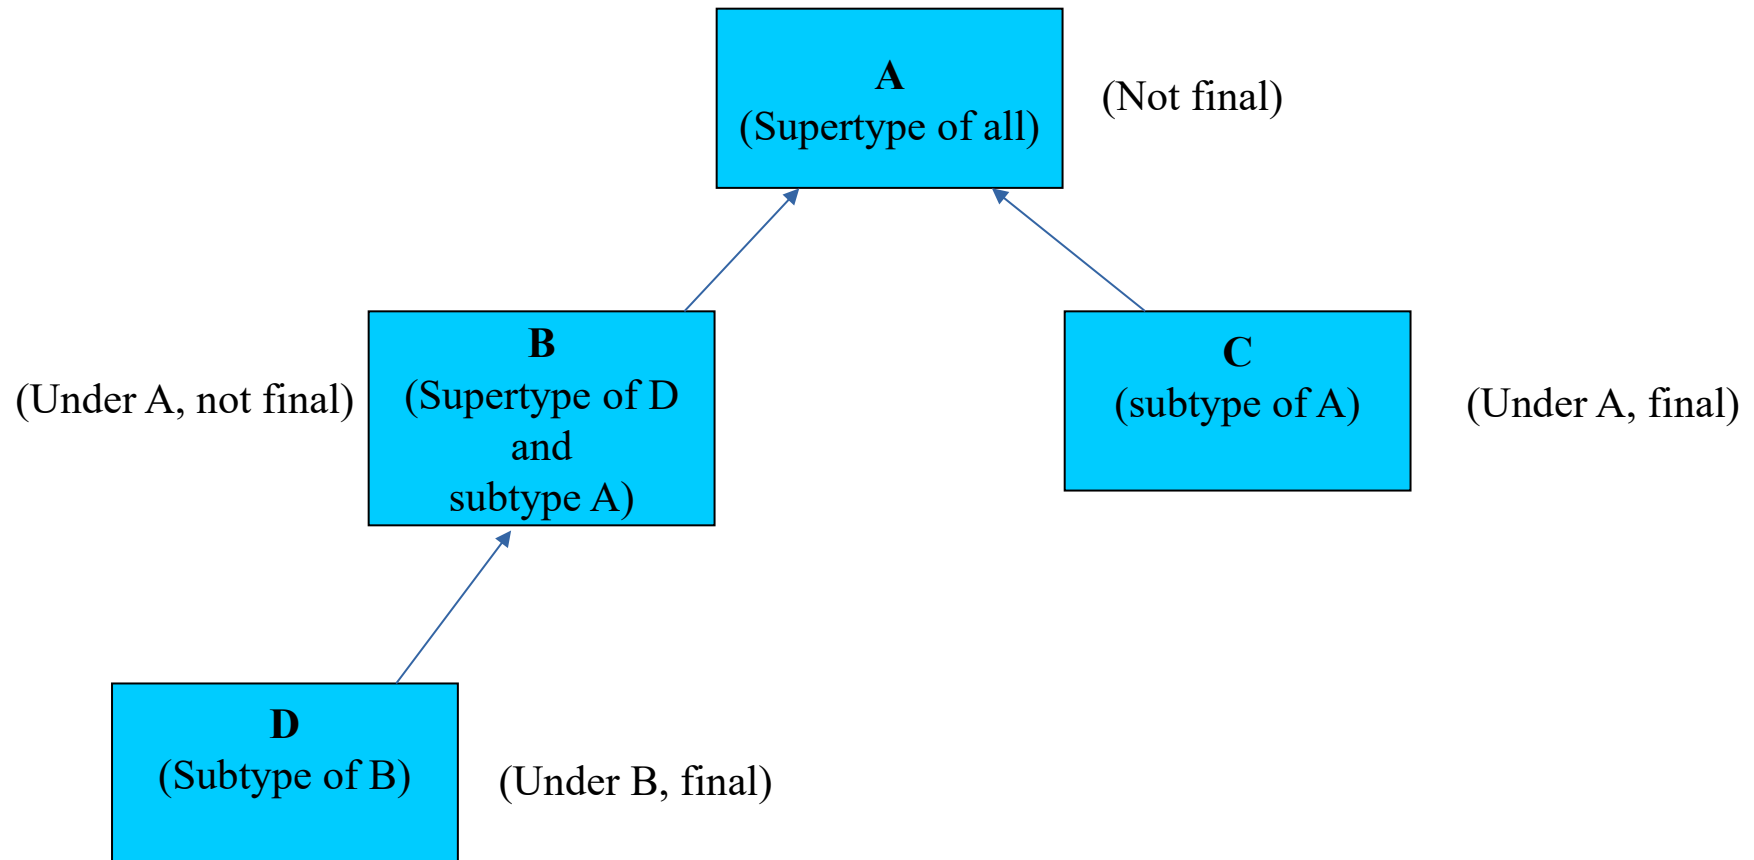 A
(Supertype of all)
(Not final)
(Under A, not final)
B
(Supertype of D
and
subtype A)
C
(subtype of A)
(Under A, final)
D
(Subtype of B)
(Under B, final)